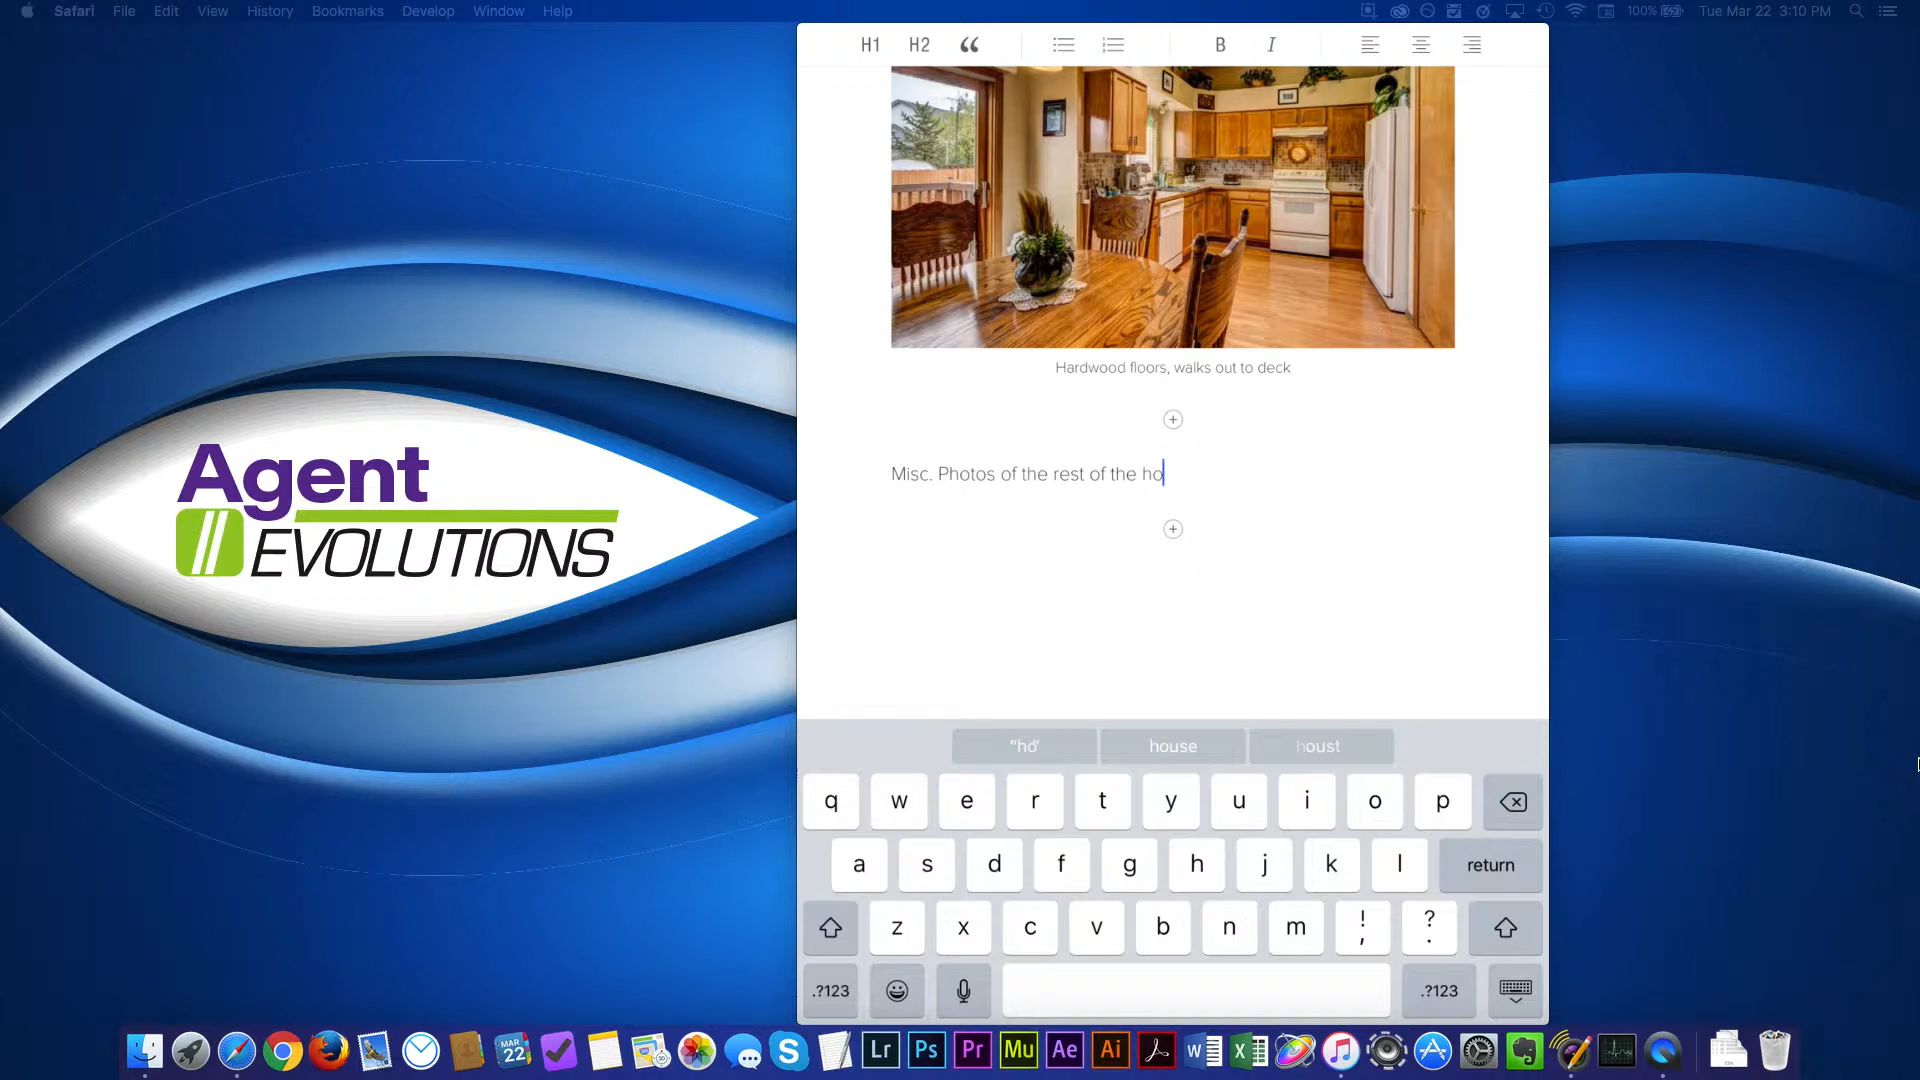 Safari File Edit View History Bookmarks Develop Window Help
100% Tue Mar 22 3:10 PM
H1 H2 “ B I
Hardwood floors, walks out to deck
Misc. Photos of the rest of the ho
Agent
EVOLUTIONS
“ho” house houst
q w e r t y u i o p
a s d f g h j k l return
z x c v b n m ! , ? .
.?123 .?123
MAR
22
Lr Ps Pr Mu Ae Ai W X